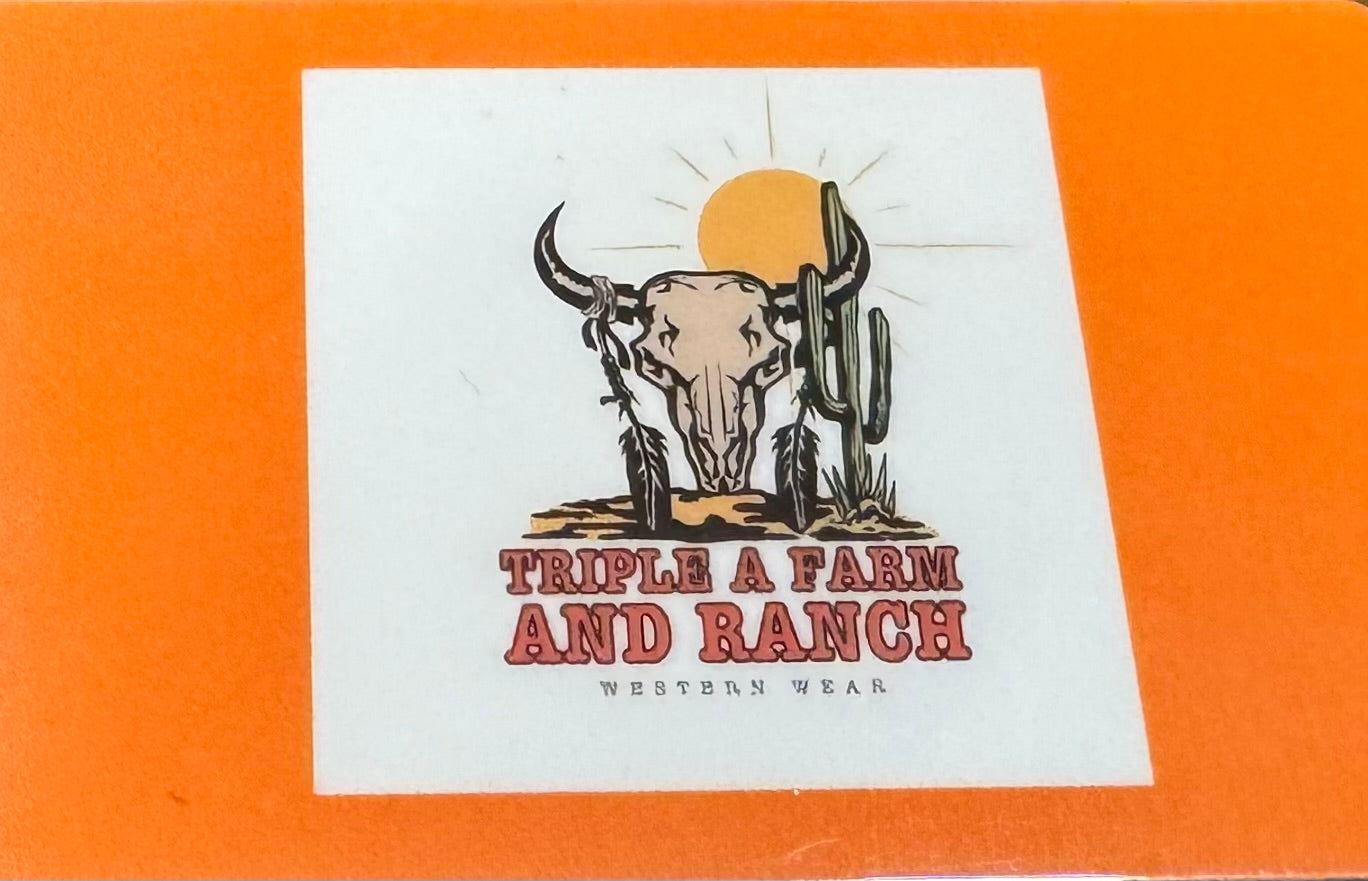 TRIPLE A FARM
AND RANCH
WESTERN WEAR